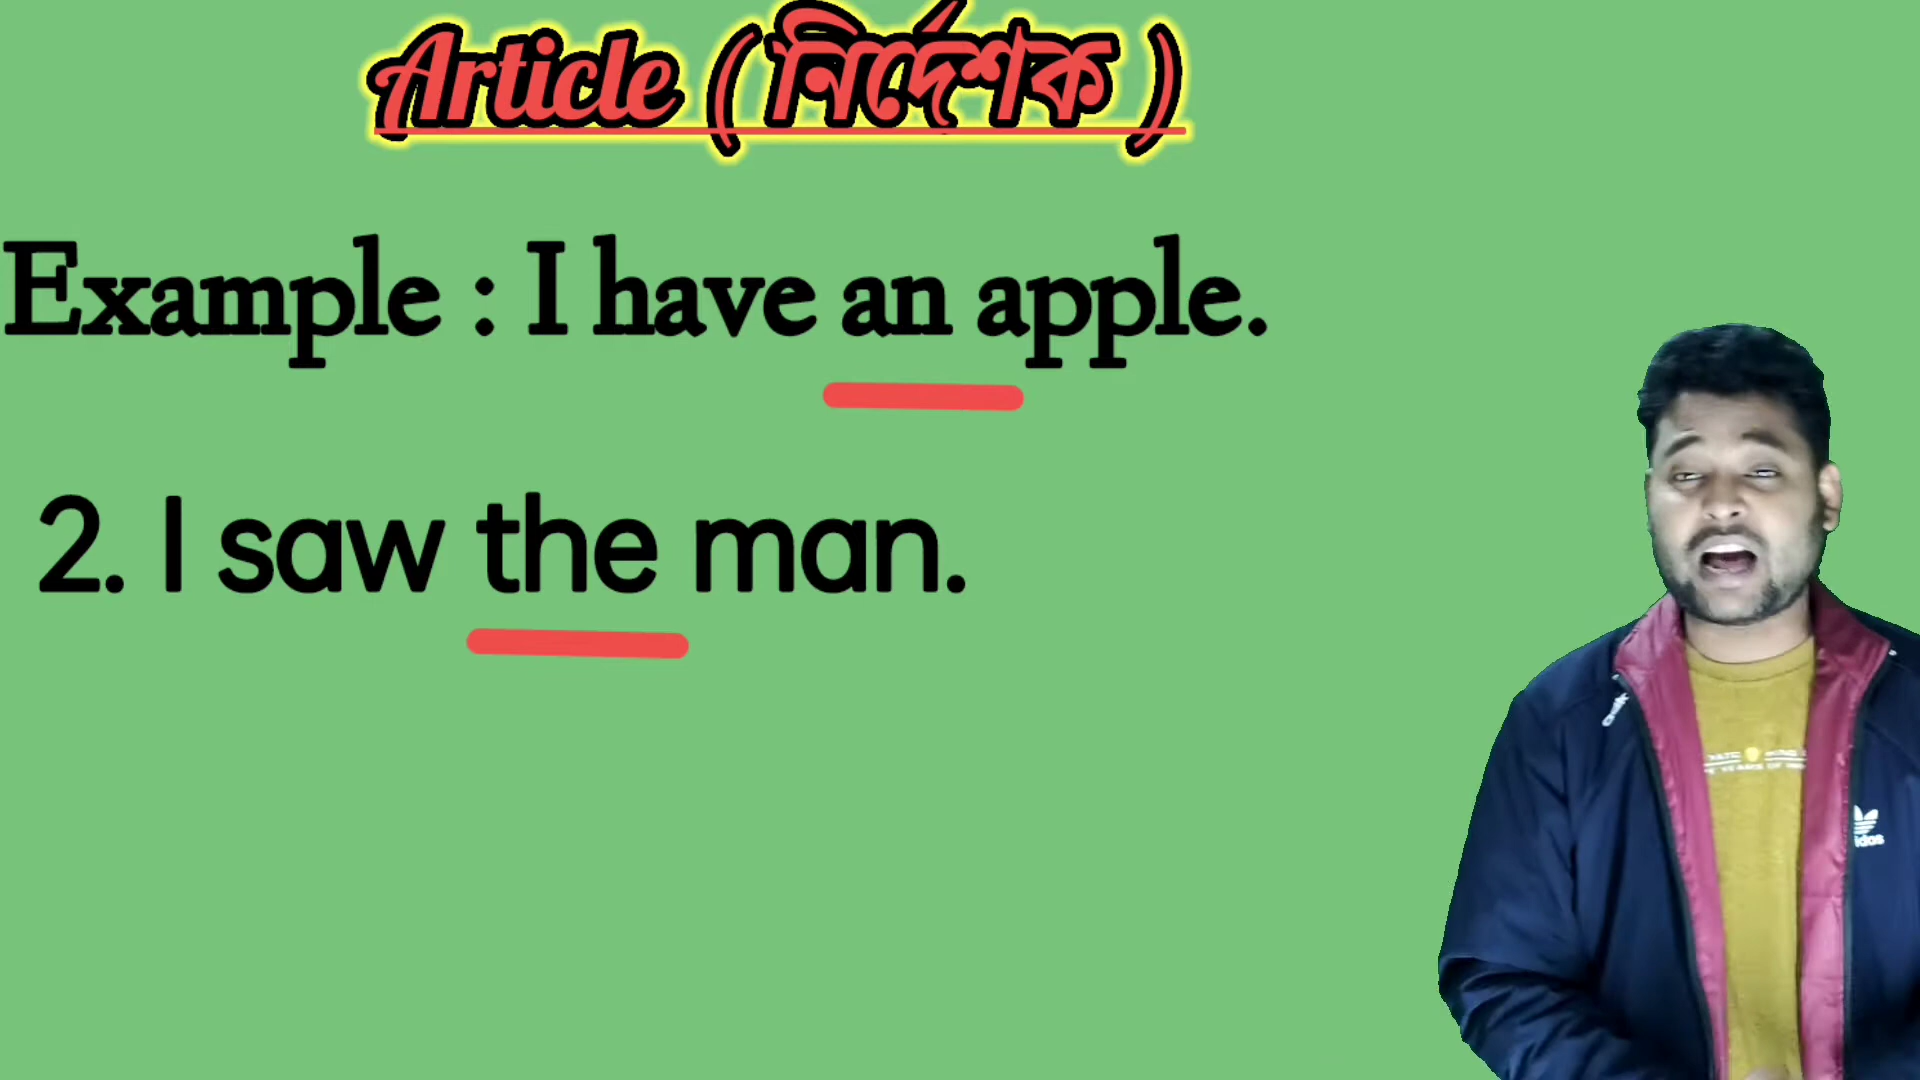 Article ( নির্দেশক )
Example : I have an apple.
2. I saw the man.